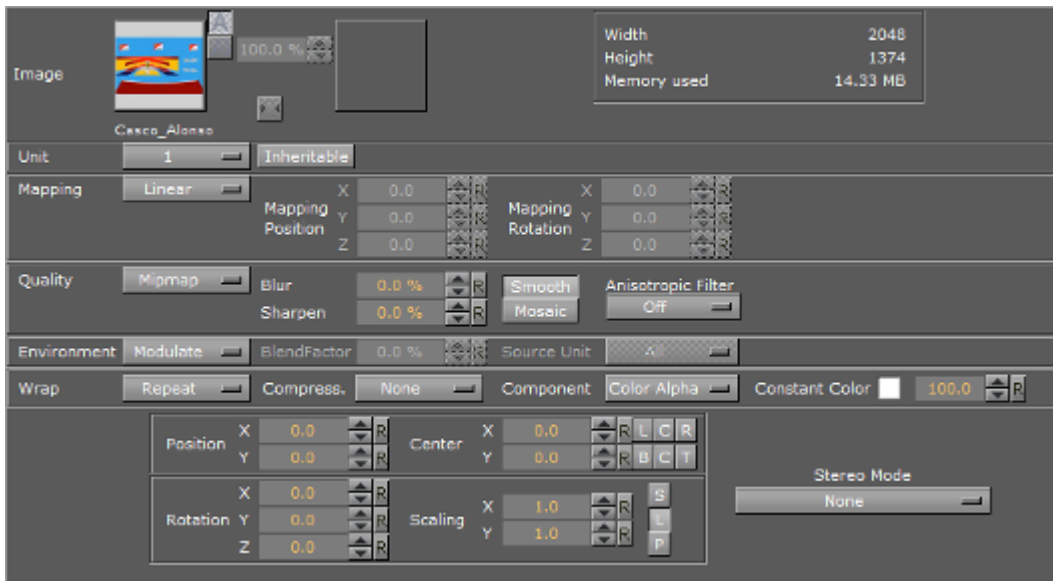 Image
100.0 %
Casco_Alonso
Width 2048
Height 1374
Memory used 14.33 MB
Unit 1 Inheritable
Mapping Linear
Mapping Position X 0.0 Y 0.0 Z 0.0
Mapping Rotation X 0.0 Y 0.0 Z 0.0
Quality Mipmap
Blur 0.0 % R
Sharpen 0.0 % R
Smooth
Mosaic
Anisotropic Filter
Off
Environment Modulate BlendFactor 0.0 % R Source Unit All
Wrap Repeat Compress. None Component Color Alpha Constant Color 100.0 R
Position X 0.0 R Y 0.0 R
Center X 0.0 R L C R Y 0.0 R B C T
Rotation X 0.0 R Y 0.0 R Z 0.0 R
Scaling X 1.0 R Y 1.0 R
S
L
P
Stereo Mode
None